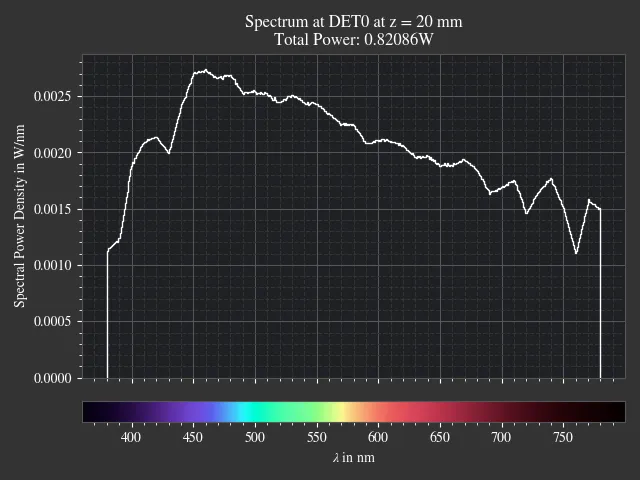 Spectrum at DET0 at z = 20 mm
Total Power: 0.82086W
Spectral Power Density in W/nm
0.0025
0.0020
0.0015
0.0010
0.0005
0.0000
400 450 500 550 600 650 700 750
λ in nm